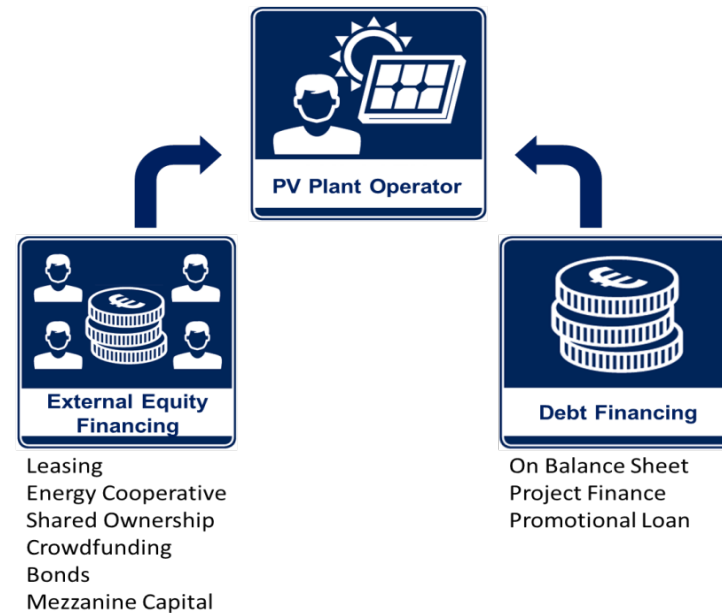 PV Plant Operator
External Equity
Financing
Leasing
Energy Cooperative
Shared Ownership
Crowdfunding
Bonds
Mezzanine Capital
Debt Financing
On Balance Sheet
Project Finance
Promotional Loan